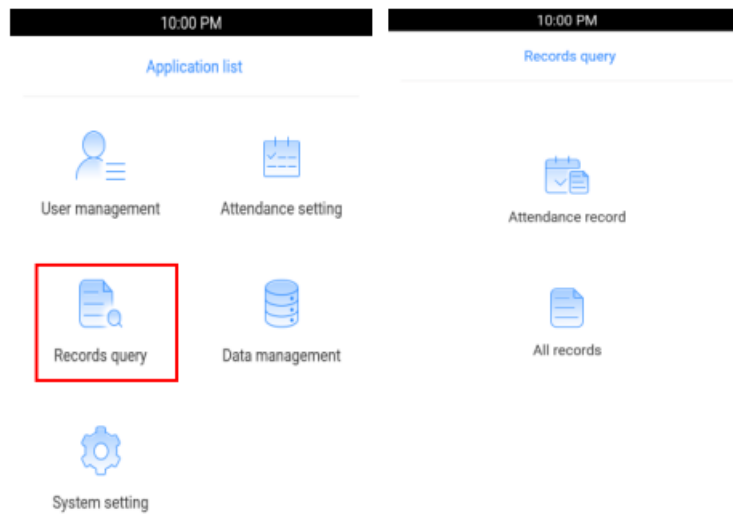 10:00 PM
Application list
User management
Attendance setting
Records query
Data management
System setting
10:00 PM
Records query
Attendance record
All records